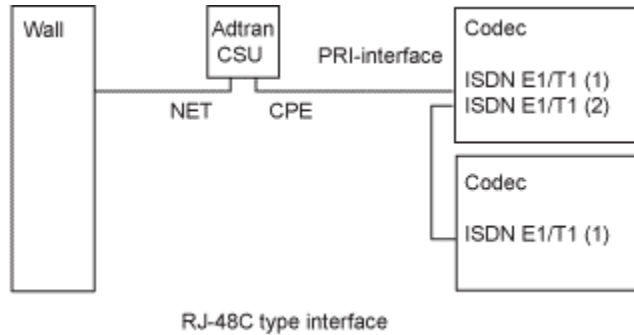 Wall
Adtran
CSU
PRI-interface
NET
CPE
Codec
ISDN E1/T1 (1)
ISDN E1/T1 (2)
Codec
ISDN E1/T1 (1)
RJ-48C type interface